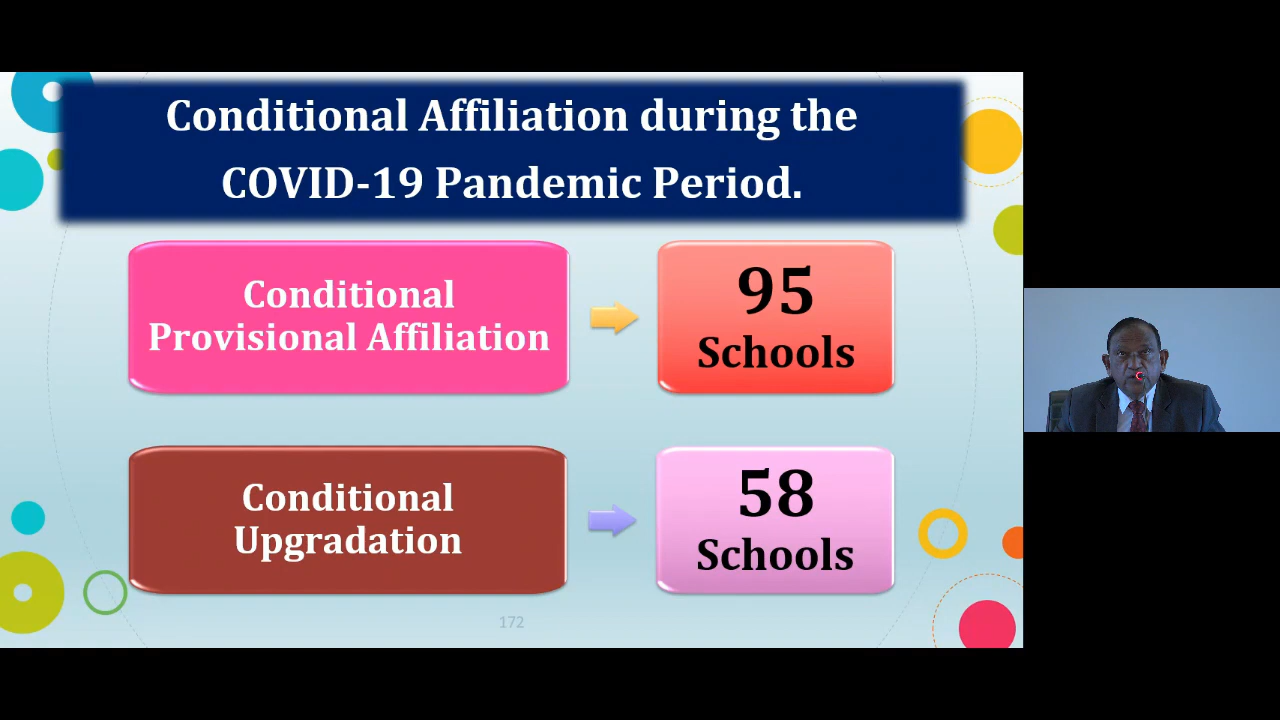 Conditional Affiliation during the
COVID-19 Pandemic Period.
Conditional
Provisional Affiliation
95
Schools
Conditional
Upgradation
58
Schools
172